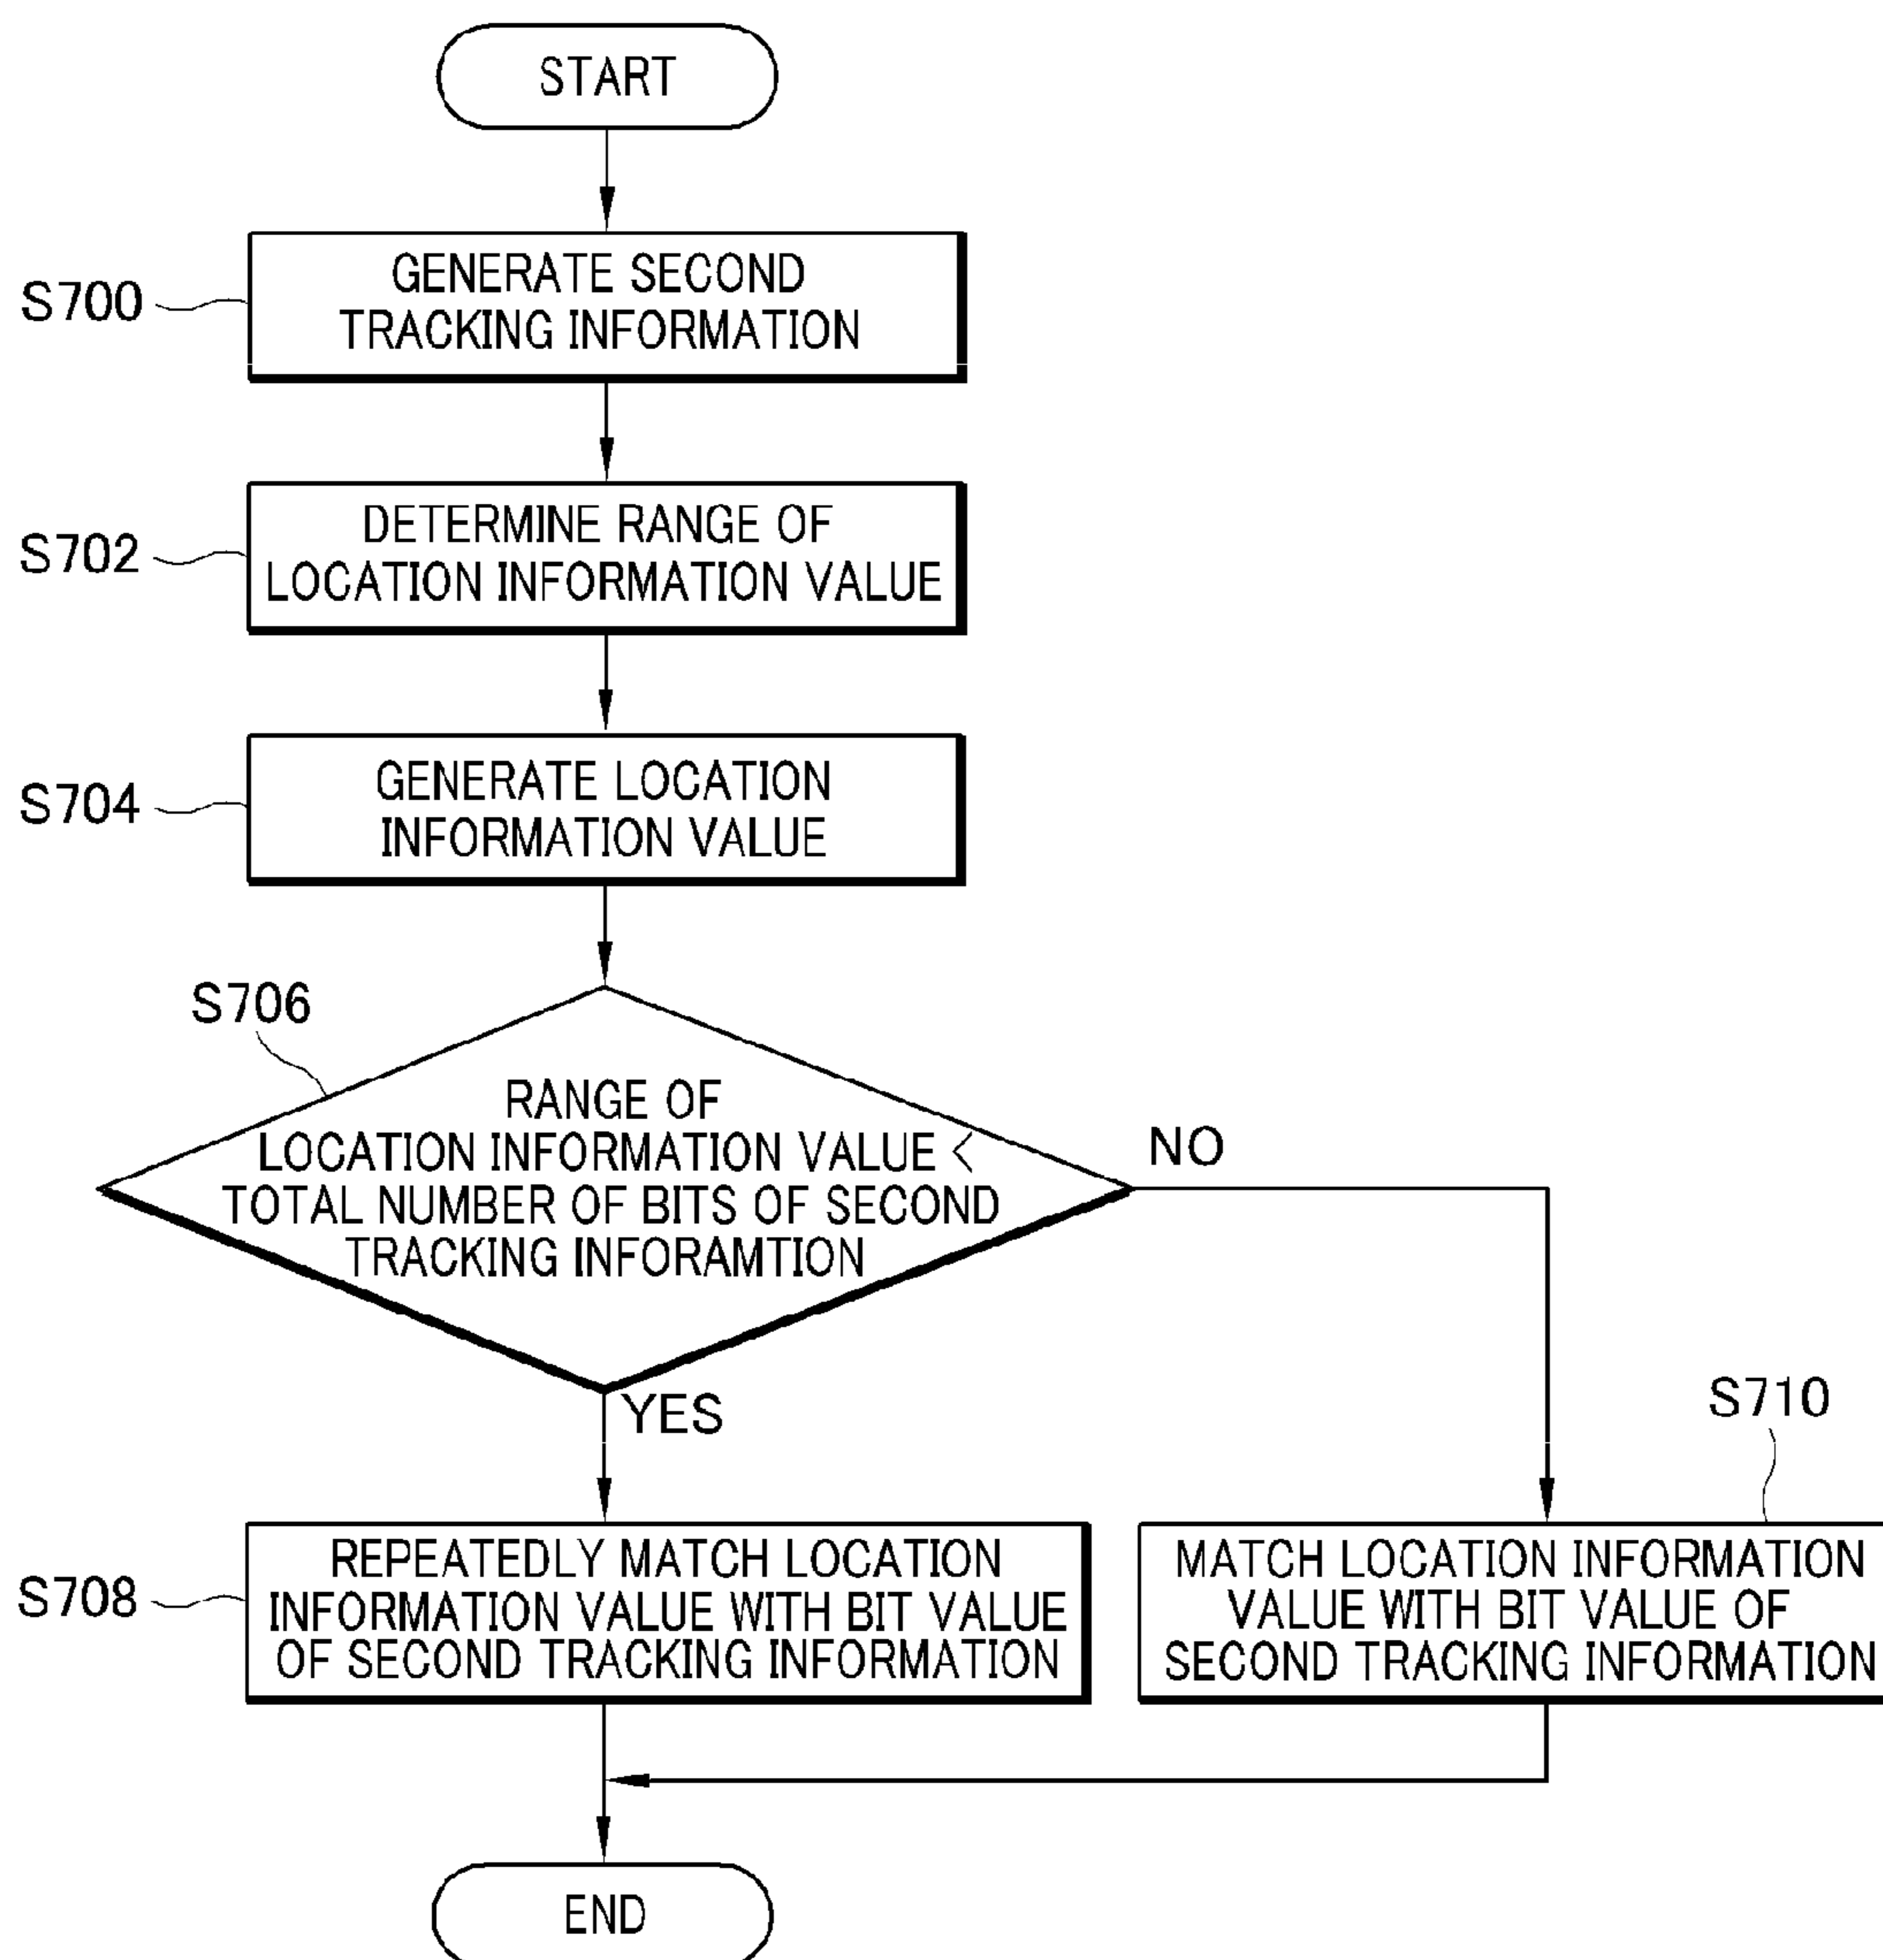 START
S700
GENERATE SECOND
TRACKING INFORMATION
S702
DETERMINE RANGE OF
LOCATION INFORMATION VALUE
S704
GENERATE LOCATION
INFORMATION VALUE
S706
RANGE OF
LOCATION INFORMATION VALUE <
TOTAL NUMBER OF BITS OF SECOND
TRACKING INFORAMTION
NO
YES
S708
REPEATEDLY MATCH LOCATION
INFORMATION VALUE WITH BIT VALUE
OF SECOND TRACKING INFORMATION
S710
MATCH LOCATION INFORMATION
VALUE WITH BIT VALUE OF
SECOND TRACKING INFORMATION
END